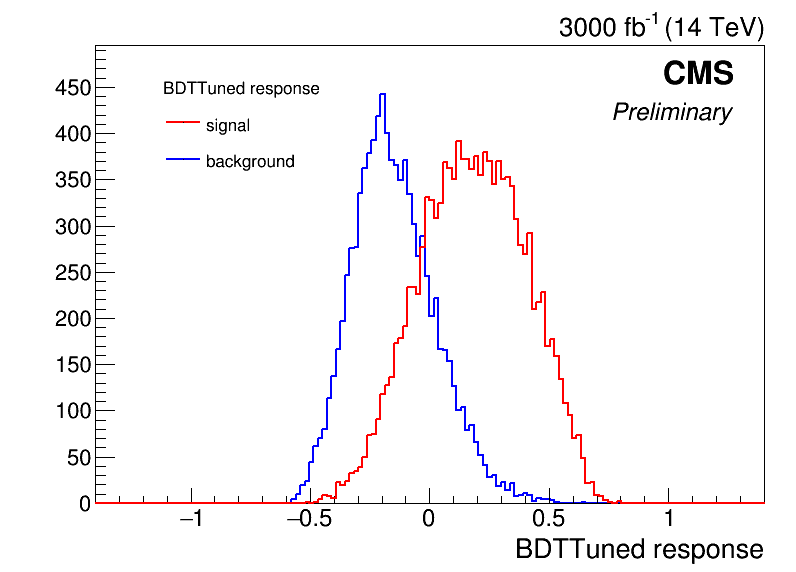 3000 fb-1 (14 TeV)
CMS
Preliminary
BDTTuned response
signal
background
450
400
350
300
250
200
150
100
50
0
−1 −0.5 0 0.5 1
BDTTuned response